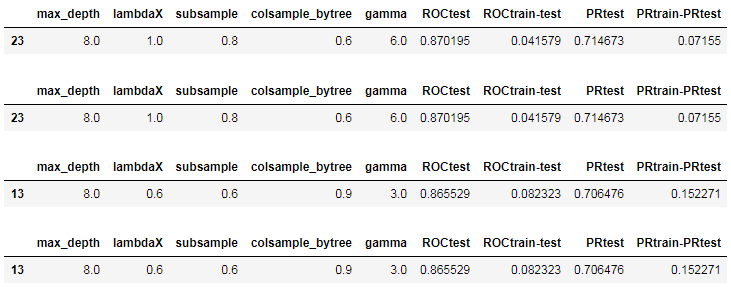 max_depth lambdaX subsample colsample_bytree gamma ROCtest ROCtrain-test PRtest PRtrain-PRtest
23 8.0 1.0 0.8 0.6 6.0 0.870195 0.041579 0.714673 0.07155
max_depth lambdaX subsample colsample_bytree gamma ROCtest ROCtrain-test PRtest PRtrain-PRtest
23 8.0 1.0 0.8 0.6 6.0 0.870195 0.041579 0.714673 0.07155
max_depth lambdaX subsample colsample_bytree gamma ROCtest ROCtrain-test PRtest PRtrain-PRtest
13 8.0 0.6 0.6 0.9 3.0 0.865529 0.082323 0.706476 0.152271
max_depth lambdaX subsample colsample_bytree gamma ROCtest ROCtrain-test PRtest PRtrain-PRtest
13 8.0 0.6 0.6 0.9 3.0 0.865529 0.082323 0.706476 0.152271